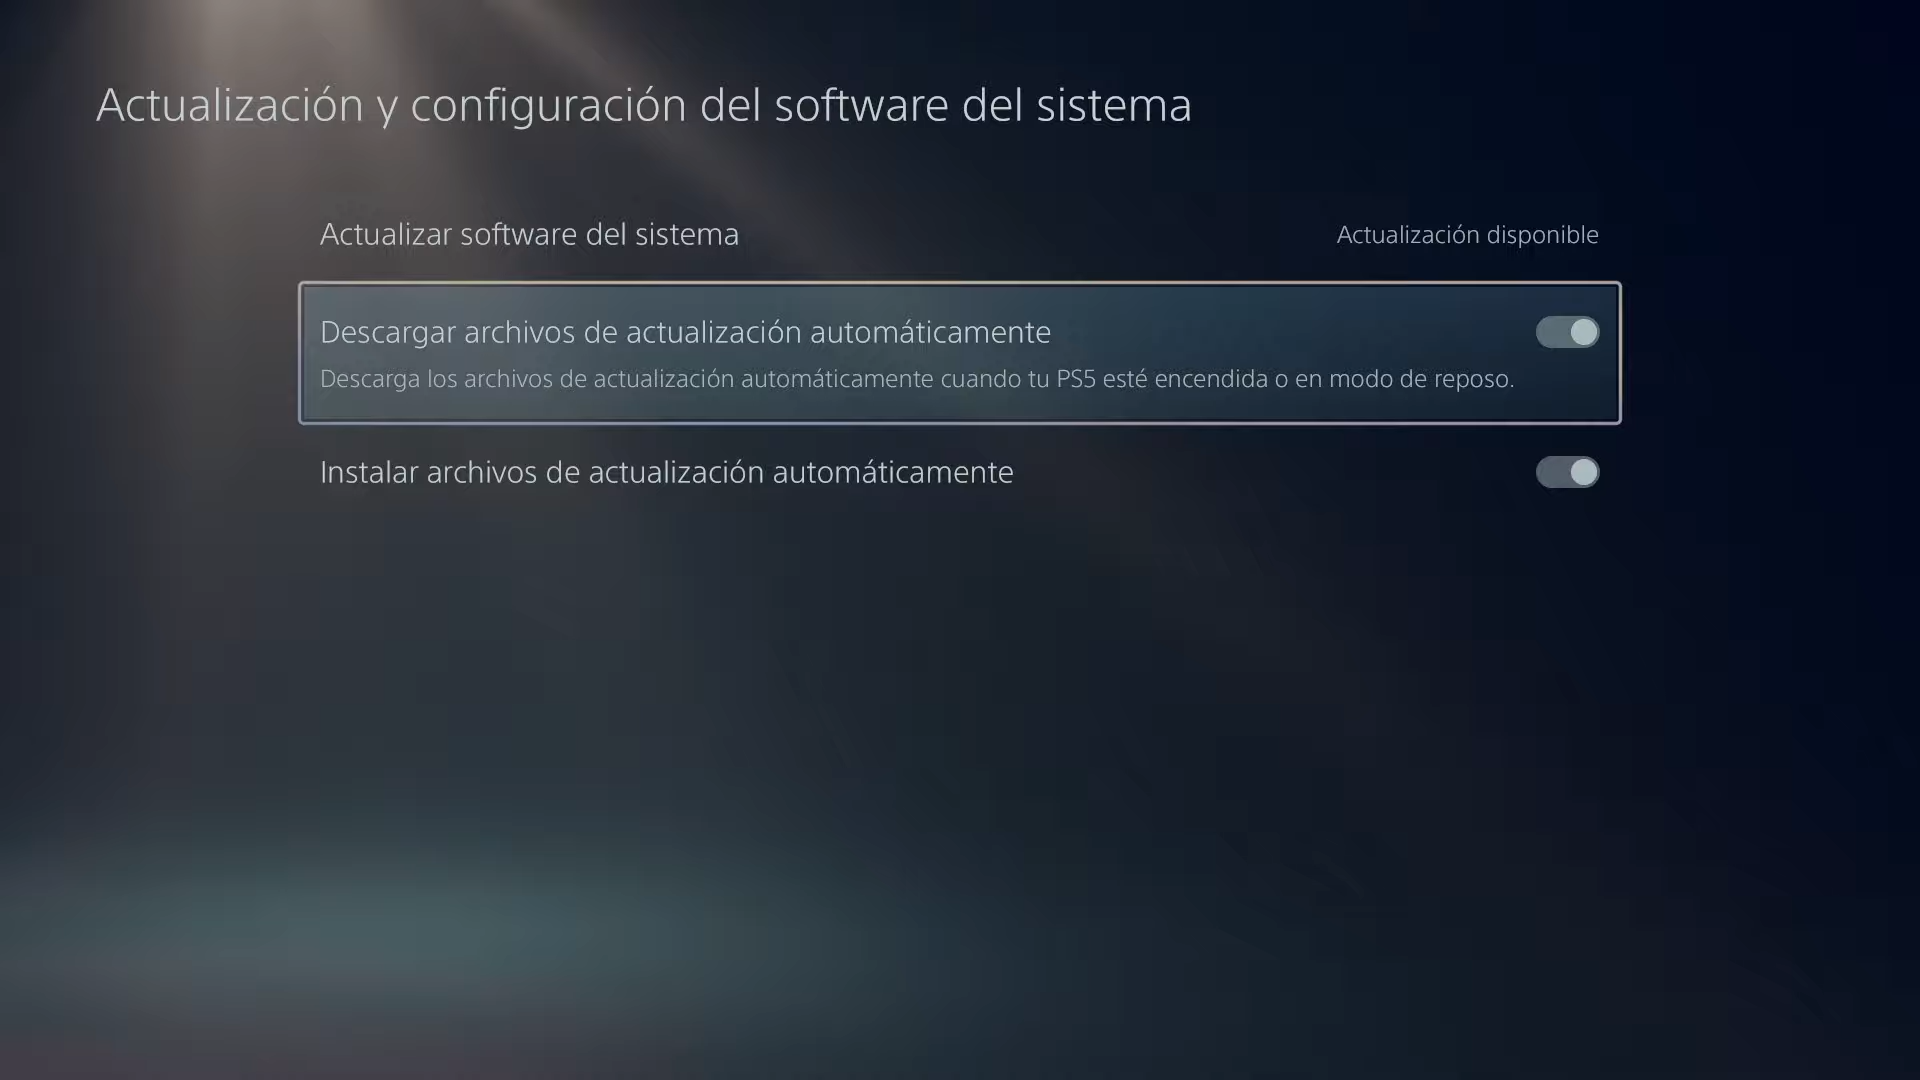 Actualización y configuración del software del sistema
Actualizar software del sistema
Actualización disponible
Descargar archivos de actualización automáticamente
Descarga los archivos de actualización automáticamente cuando tu PS5 esté encendida o en modo de reposo.
Instalar archivos de actualización automáticamente